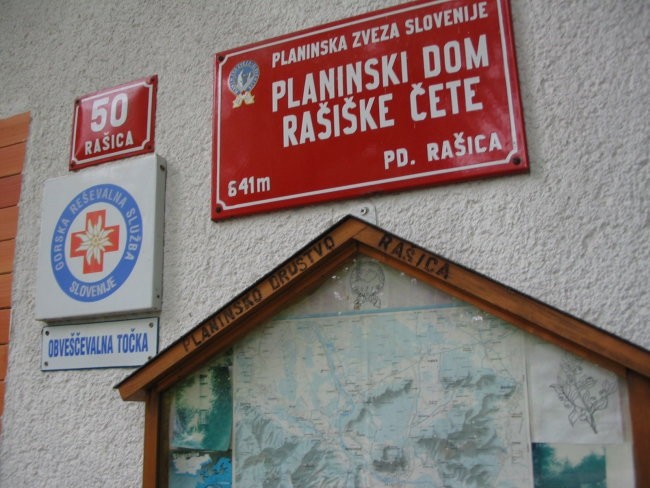 PLANINSKA ZVEZA SLOVENIJE
PLANINSKI DOM
RAŠIŠKE ČETE
641m
PD. RAŠICA
50
RAŠICA
GORSKA REŠEVALNA SLUŽBA
SLOVENIJE
OBVEŠČEVALNA TOČKA
PLANINSKO DRUŠTVO RAŠICA